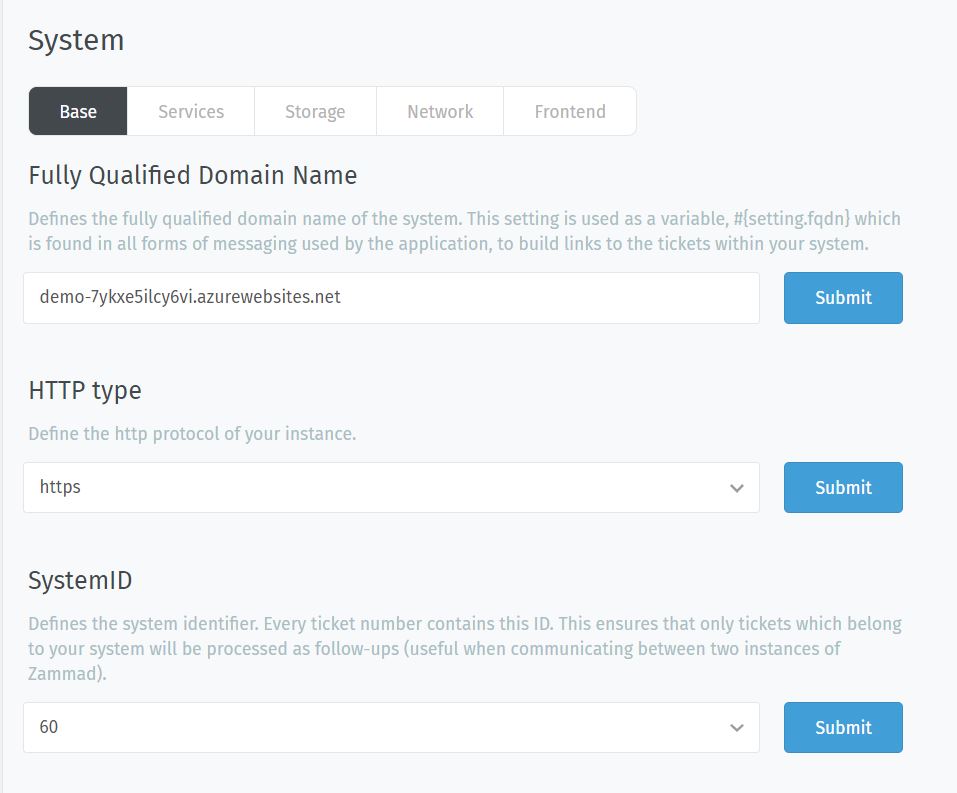 System
Base Services Storage Network Frontend
Fully Qualified Domain Name
Defines the fully qualified domain name of the system. This setting is used as a variable, #{setting.fqdn} which
is found in all forms of messaging used by the application, to build links to the tickets within your system.
demo-7ykxe5ilcy6vi.azurewebsites.net Submit
HTTP type
Define the http protocol of your instance.
https Submit
SystemID
Defines the system identifier. Every ticket number contains this ID. This ensures that only tickets which belong
to your system will be processed as follow-ups (useful when communicating between two instances of
Zammad).
60 Submit